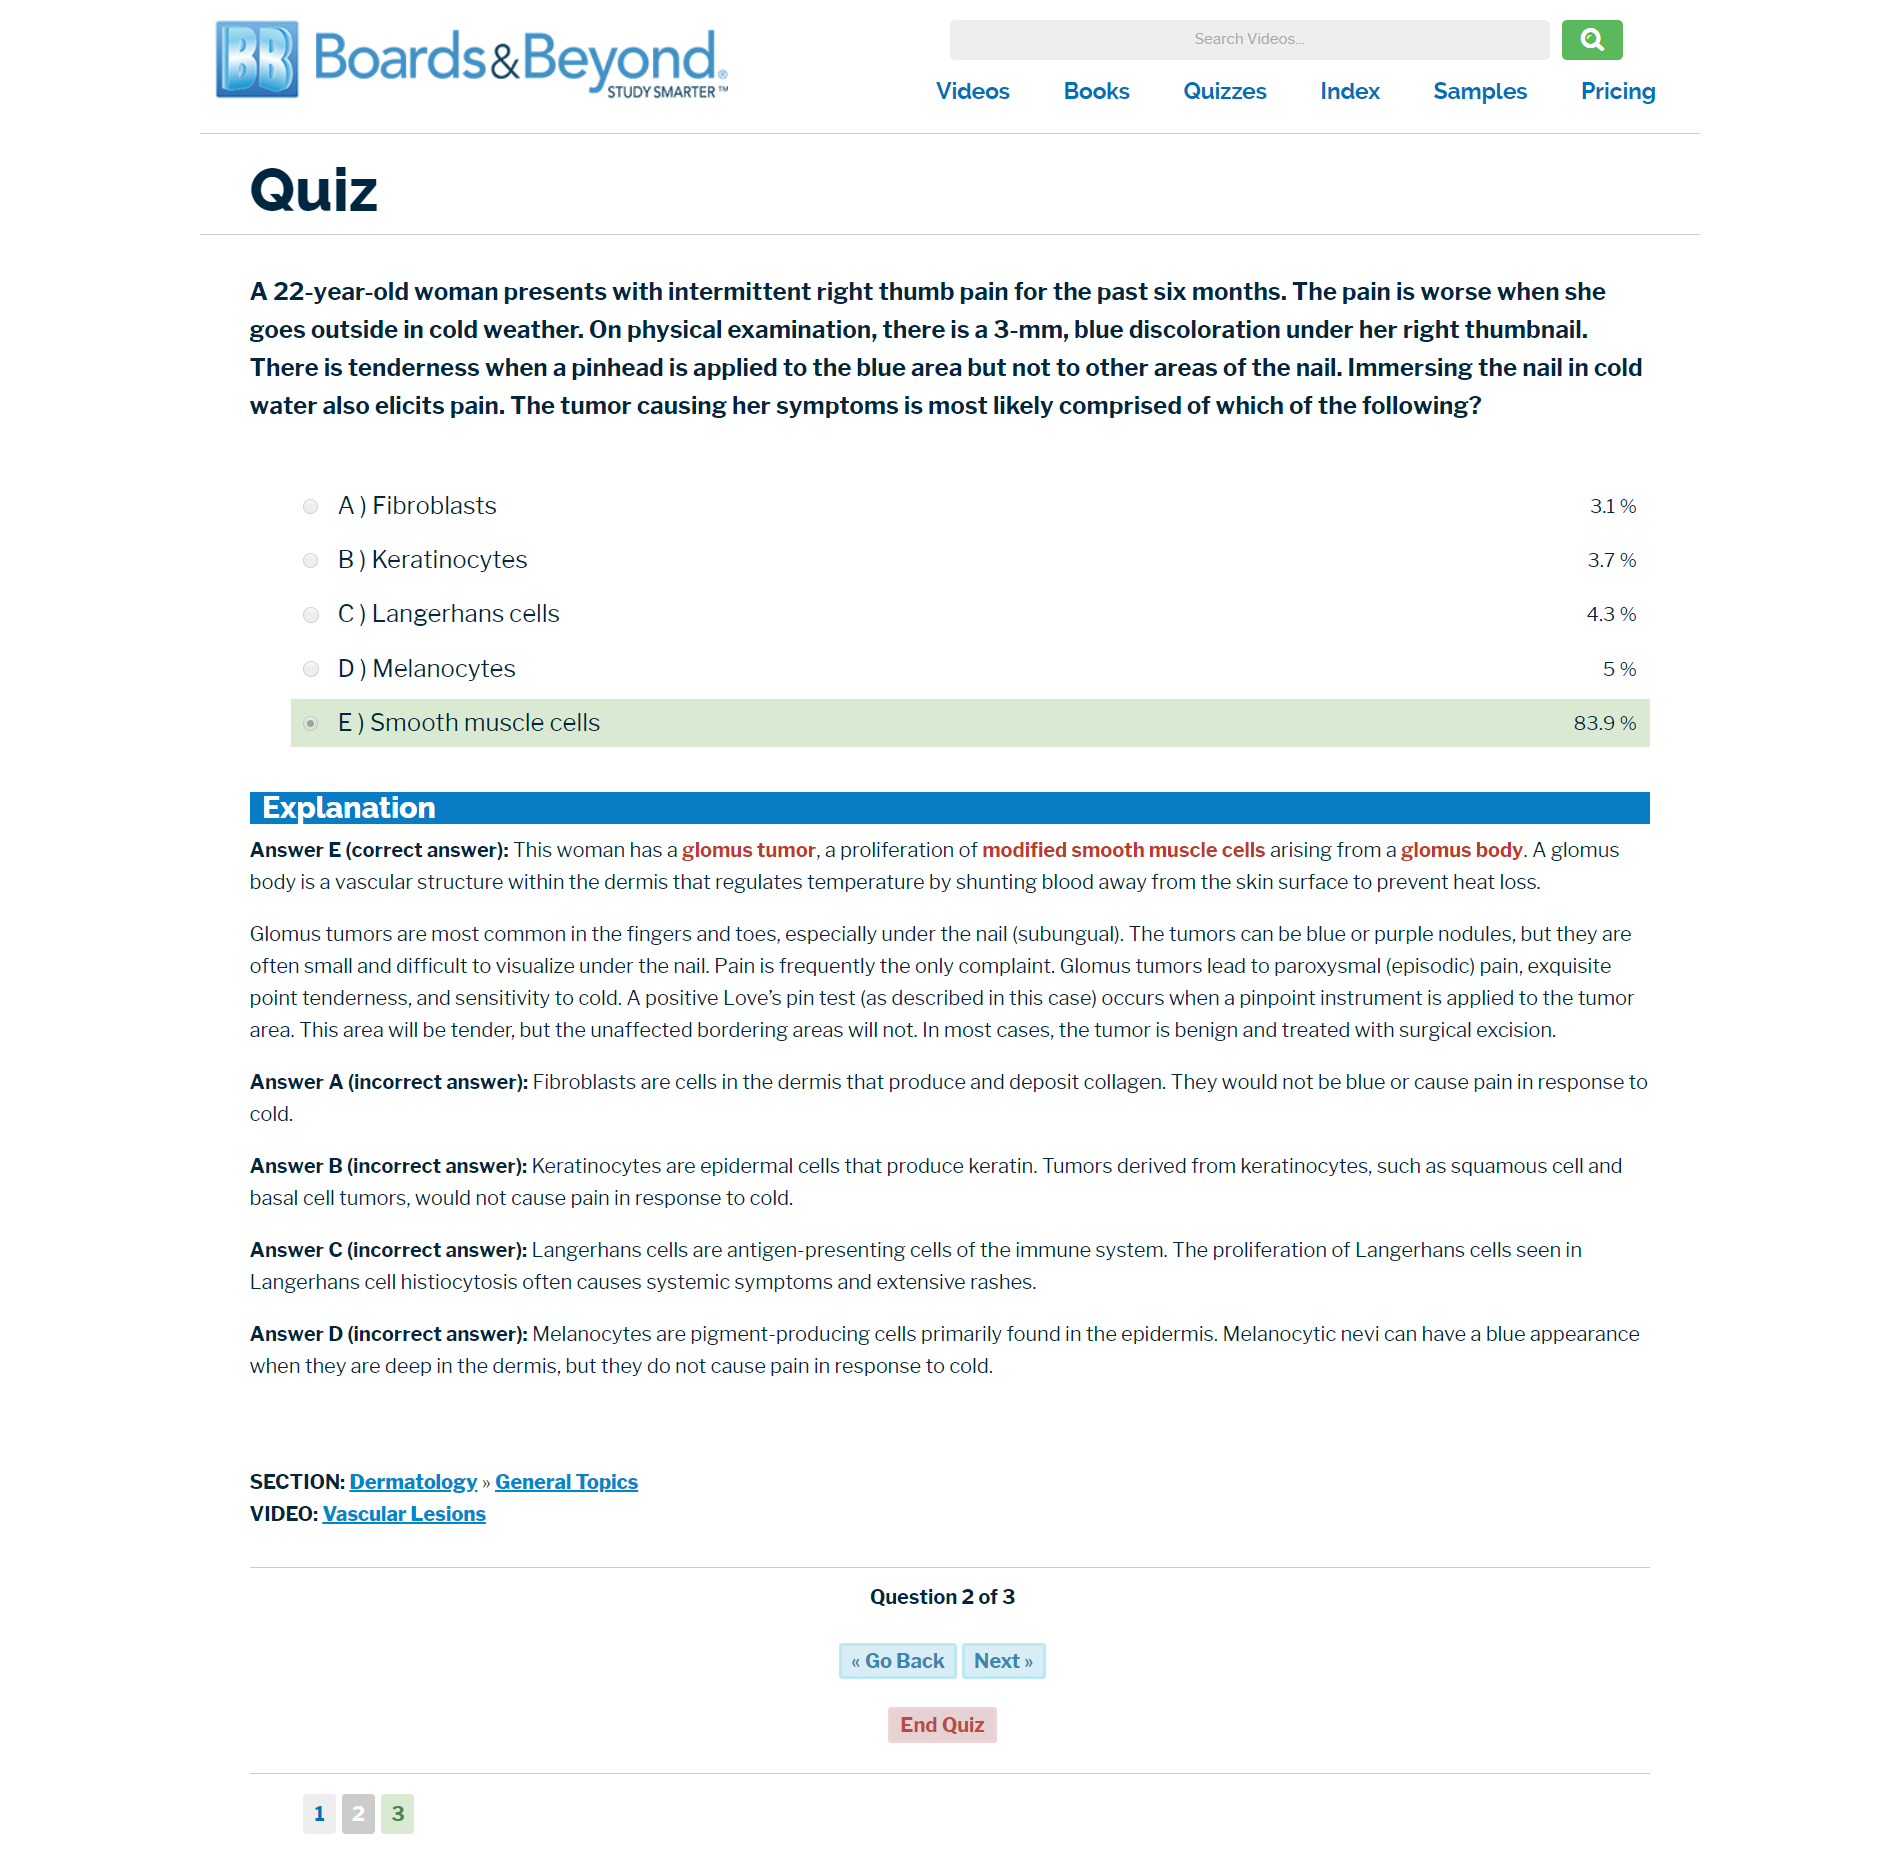 BB Boards&Beyond®
STUDY SMARTER™
Search Videos...
Videos Books Quizzes Index Samples Pricing
Quiz
A 22-year-old woman presents with intermittent right thumb pain for the past six months. The pain is worse when she
goes outside in cold weather. On physical examination, there is a 3-mm, blue discoloration under her right thumbnail.
There is tenderness when a pinhead is applied to the blue area but not to other areas of the nail. Immersing the nail in cold
water also elicits pain. The tumor causing her symptoms is most likely comprised of which of the following?
A ) Fibroblasts 3.1 %
B ) Keratinocytes 3.7 %
C ) Langerhans cells 4.3 %
D ) Melanocytes 5 %
E ) Smooth muscle cells 83.9 %
Explanation
Answer E (correct answer): This woman has a glomus tumor, a proliferation of modified smooth muscle cells arising from a glomus body. A glomus
body is a vascular structure within the dermis that regulates temperature by shunting blood away from the skin surface to prevent heat loss.
Glomus tumors are most common in the fingers and toes, especially under the nail (subungual). The tumors can be blue or purple nodules, but they are
often small and difficult to visualize under the nail. Pain is frequently the only complaint. Glomus tumors lead to paroxysmal (episodic) pain, exquisite
point tenderness, and sensitivity to cold. A positive Love’s pin test (as described in this case) occurs when a pinpoint instrument is applied to the tumor
area. This area will be tender, but the unaffected bordering areas will not. In most cases, the tumor is benign and treated with surgical excision.
Answer A (incorrect answer): Fibroblasts are cells in the dermis that produce and deposit collagen. They would not be blue or cause pain in response to
cold.
Answer B (incorrect answer): Keratinocytes are epidermal cells that produce keratin. Tumors derived from keratinocytes, such as squamous cell and
basal cell tumors, would not cause pain in response to cold.
Answer C (incorrect answer): Langerhans cells are antigen-presenting cells of the immune system. The proliferation of Langerhans cells seen in
Langerhans cell histiocytosis often causes systemic symptoms and extensive rashes.
Answer D (incorrect answer): Melanocytes are pigment-producing cells primarily found in the epidermis. Melanocytic nevi can have a blue appearance
when they are deep in the dermis, but they do not cause pain in response to cold.
SECTION: Dermatology » General Topics
VIDEO: Vascular Lesions
Question 2 of 3
« Go Back Next »
End Quiz
1 2 3